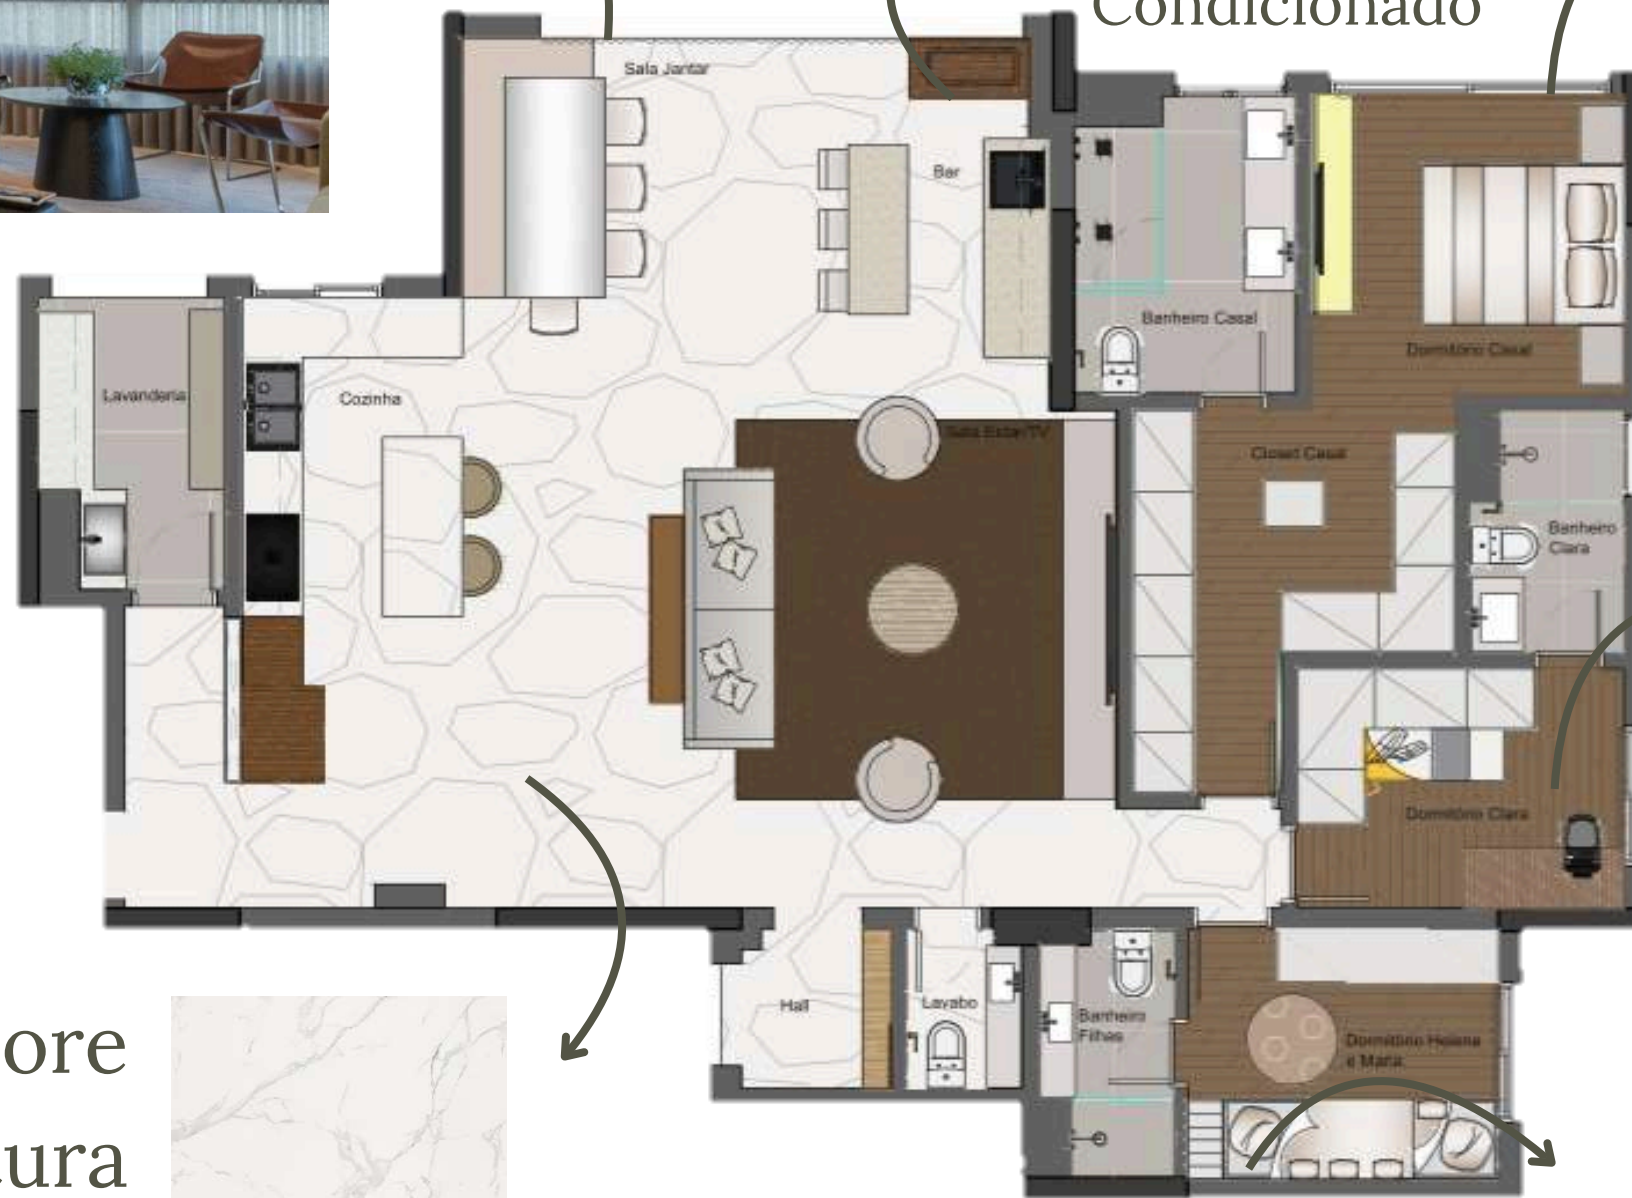 Condicionado
Sala Jantar
Bar
Banheiro Casal
Dormitório Casal
Lavanderia
Cozinha
Sala Estar/TV
Closet Casal
Banheiro
Clara
Dormitório Clara
Hall
Lavabo
Banheiro
Filhas
Dormitório Helena
e Maria
ore
ura